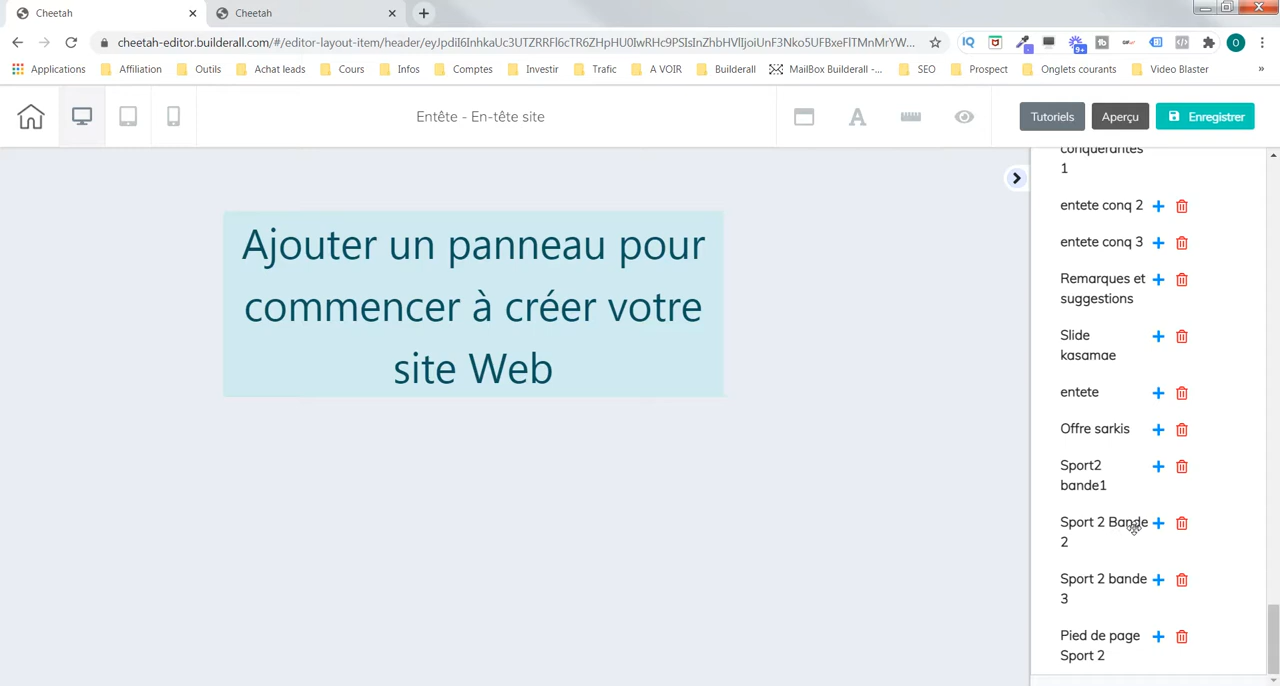 Cheetah
Cheetah
cheetah-editor.builderall.com/#/editor-layout-item/header/
IQ
9+
O
Applications
Affiliation
Outils
Achat leads
Cours
Infos
Comptes
Investir
Trafic
A VOIR
Builderall
MailBox Builderall -...
SEO
Prospect
Onglets courants
Video Blaster
»
Entête - En-tête site
Tutoriels
Aperçu
Enregistrer
conquerantes
1
entete conq 2
entete conq 3
Remarques et
suggestions
Slide
kasamae
entete
Offre sarkis
Sport2
bande1
Sport 2 Bande
2
Sport 2 bande
3
Pied de page
Sport 2
Ajouter un panneau pour
commencer à créer votre
site Web